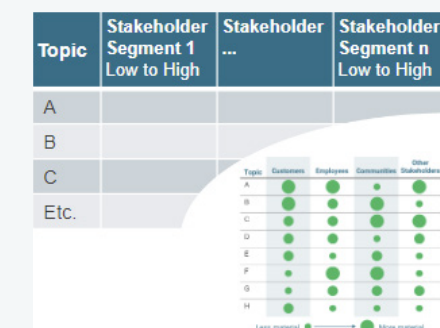 Topic Stakeholder Segment 1 Low to High Stakeholder ... Stakeholder Segment n Low to High
A
B
C
Etc.
Topic Customers Employees Communities Other Stakeholders
A
B
C
D
E
F
G
H
Less material More material